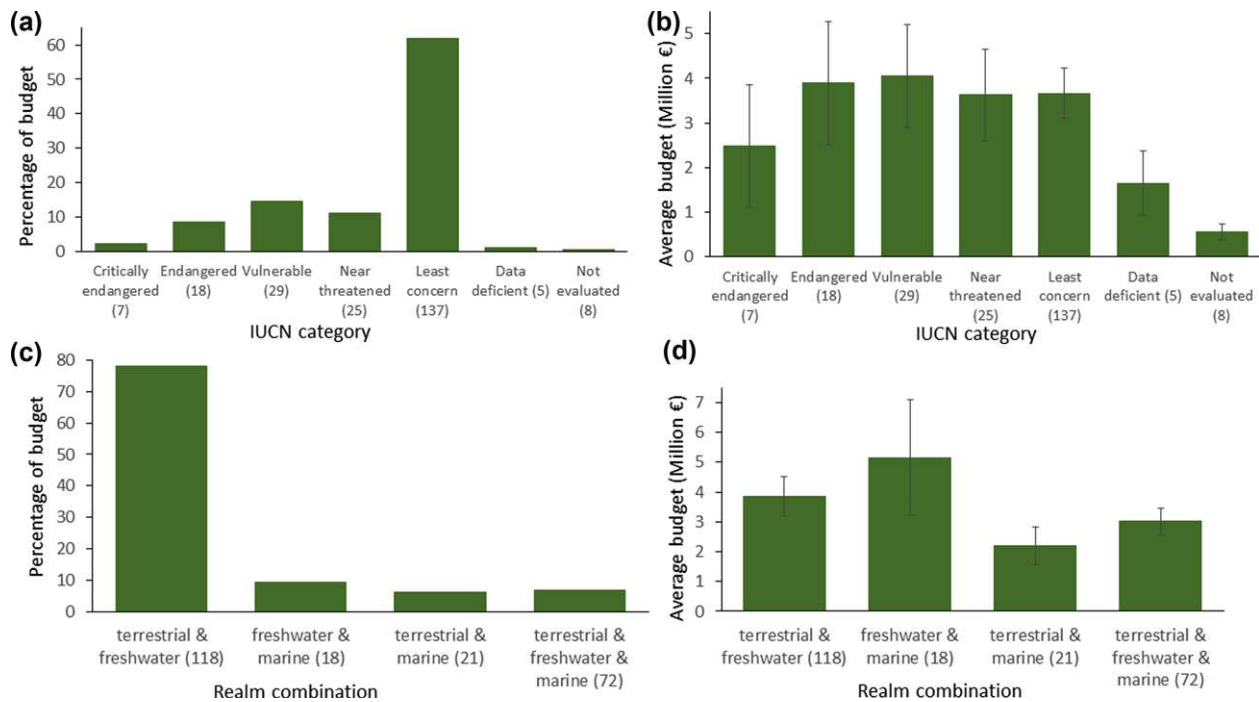 (a)
Percentage of budget
60
50
40
30
20
10
0
Critically Endangered Vulnerable Near Least Data Not
endangered (18) (29) threatened concern deficient (5) evaluated
(7) (25) (137) (8)
IUCN category
(b)
Average budget (Million €)
5
4
3
2
1
0
Critically Endangered Vulnerable Near Least Data Not
endangered (18) (29) threatened concern deficient (5) evaluated
(7) (25) (137) (8)
IUCN category
(c)
Percentage of budget
80
70
60
50
40
30
20
10
0
terrestrial & freshwater & terrestrial & terrestrial &
freshwater (118) marine (18) marine (21) freshwater &
marine (72)
Realm combination
(d)
Average budget (Million €)
7
6
5
4
3
2
1
0
terrestrial & freshwater & terrestrial & terrestrial &
freshwater (118) marine (18) marine (21) freshwater &
marine (72)
Realm combination